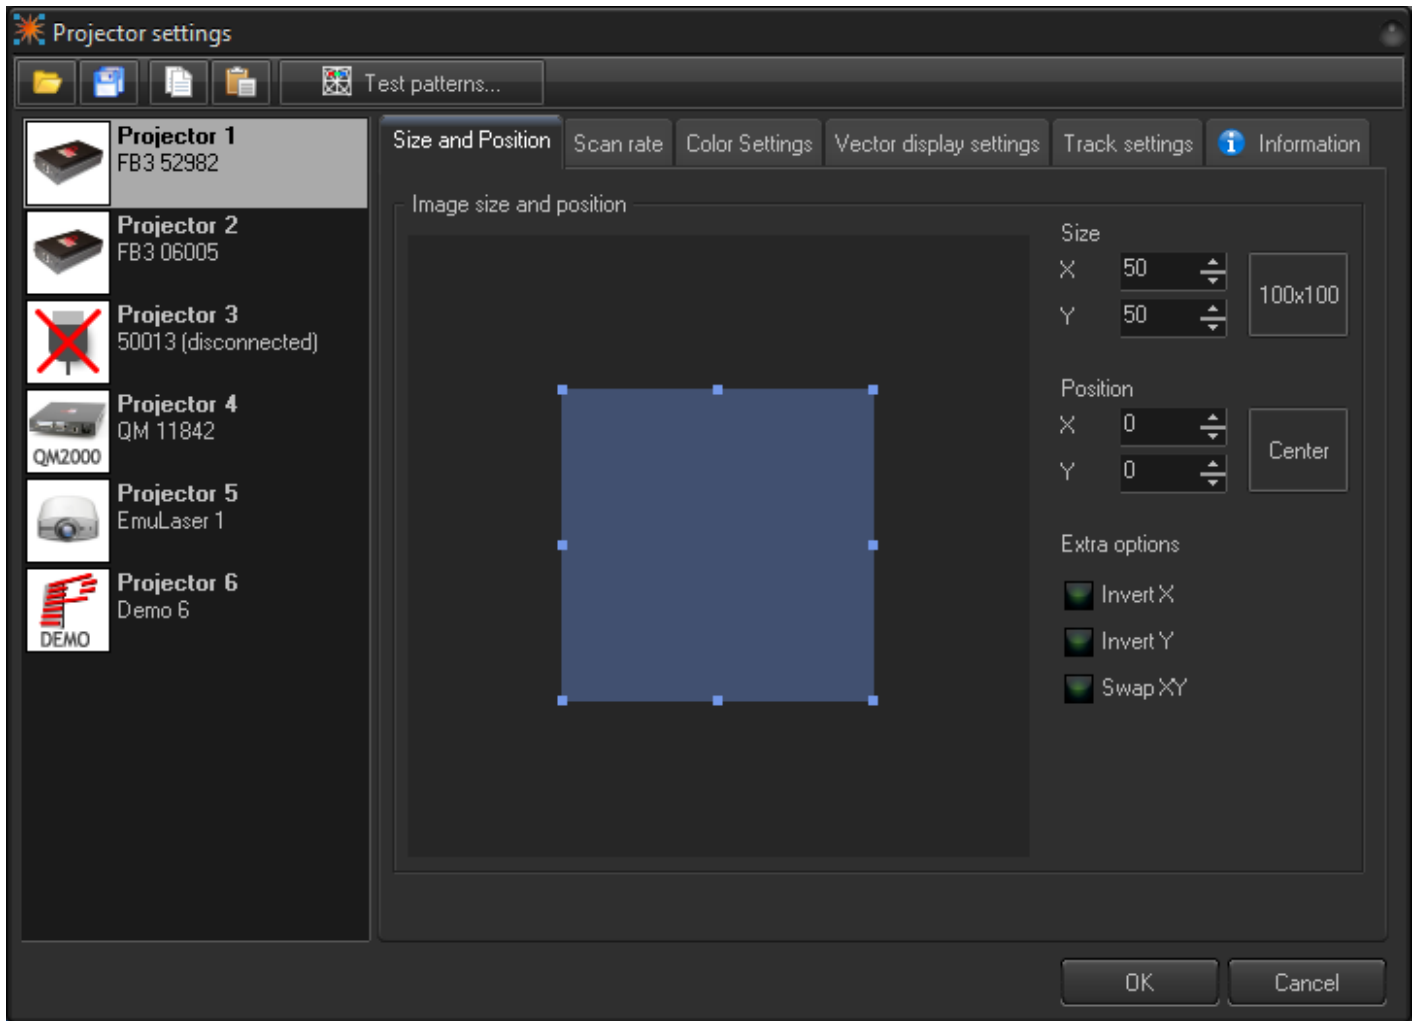 Projector settings
Test patterns...
Projector 1
FB3 52982
Projector 2
FB3 06005
Projector 3
50013 (disconnected)
Projector 4
QM 11842
QM2000
Projector 5
EmuLaser 1
Projector 6
Demo 6
DEMO
Size and Position
Scan rate
Color Settings
Vector display settings
Track settings
Information
Image size and position
Size
X 50
Y 50
100x100
Position
X 0
Y 0
Center
Extra options
Invert X
Invert Y
Swap XY
OK
Cancel